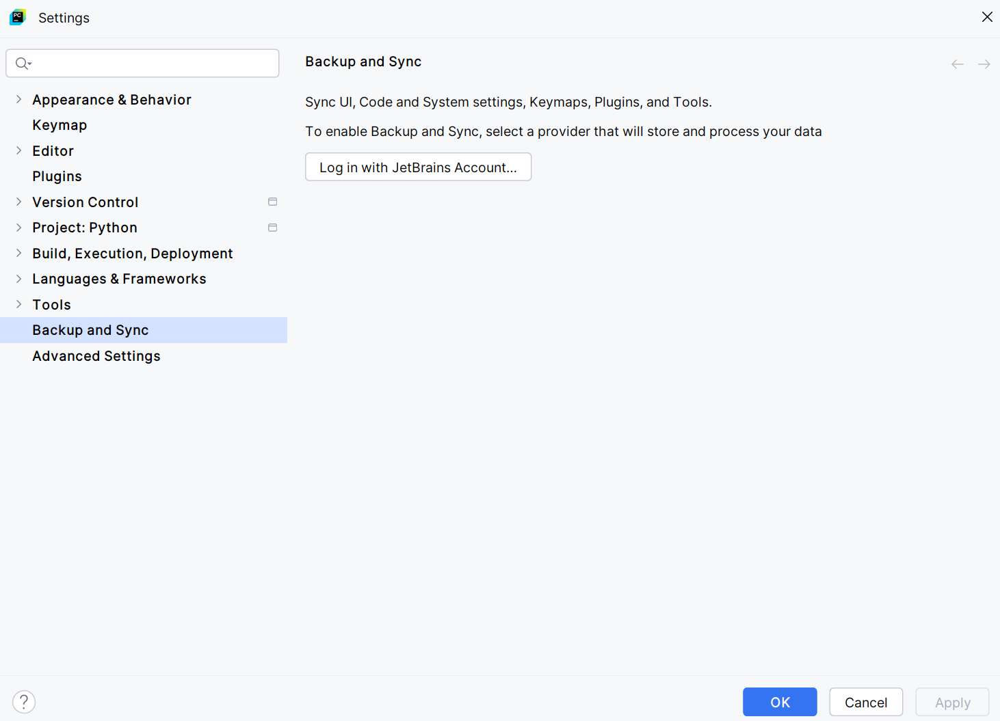 PC
Settings
Backup and Sync
Appearance & Behavior
Keymap
Editor
Plugins
Version Control
Project: Python
Build, Execution, Deployment
Languages & Frameworks
Tools
Backup and Sync
Advanced Settings
Sync UI, Code and System settings, Keymaps, Plugins, and Tools.
To enable Backup and Sync, select a provider that will store and process your data
Log in with JetBrains Account...
?
OK
Cancel
Apply